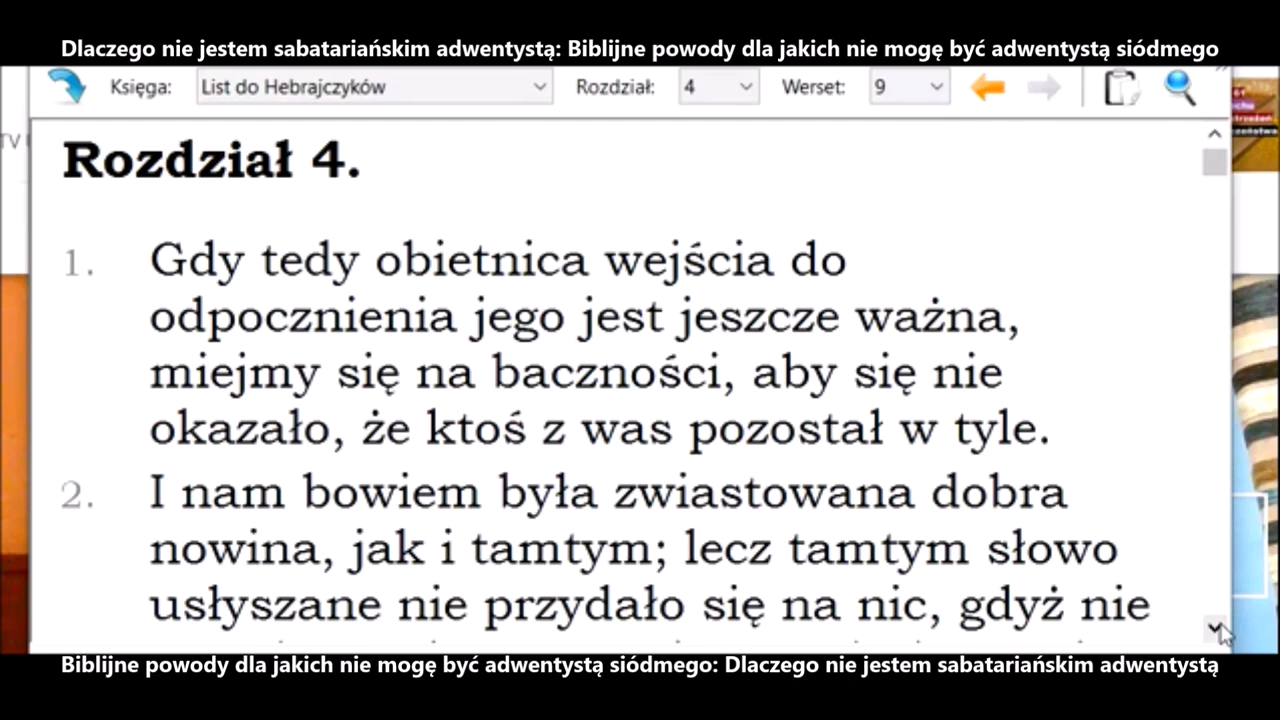 Dlaczego nie jestem sabatariańskim adwentystą: Biblijne powody dla jakich nie mogę być adwentystą siódmego
Księga: List do Hebrajczyków Rozdział: 4 Werset: 9
TV
Rozdział 4.
1. Gdy tedy obietnica wejścia do
odpocznienia jego jest jeszcze ważna,
miejmy się na baczności, aby się nie
okazało, że ktoś z was pozostał w tyle.
2. I nam bowiem była zwiastowana dobra
nowina, jak i tamtym; lecz tamtym słowo
usłyszane nie przydało się na nic, gdyż nie
Biblijne powody dla jakich nie mogę być adwentystą siódmego: Dlaczego nie jestem sabatariańskim adwentystą